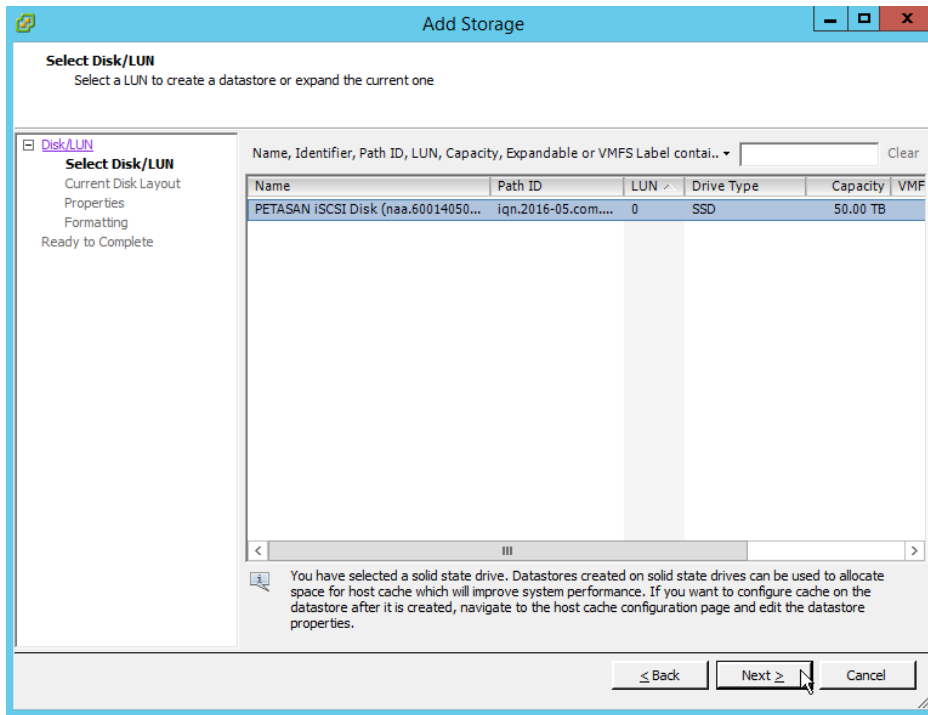 Add Storage
Select Disk/LUN
Select a LUN to create a datastore or expand the current one
Disk/LUN
Select Disk/LUN
Current Disk Layout
Properties
Formatting
Ready to Complete
Name, Identifier, Path ID, LUN, Capacity, Expandable or VMFS Label contai.. Clear
Name Path ID LUN Drive Type Capacity VMF
PETASAN iSCSI Disk (naa.60014050... iqn.2016-05.com.... 0 SSD 50.00 TB
You have selected a solid state drive. Datastores created on solid state drives can be used to allocate
space for host cache which will improve system performance. If you want to configure cache on the
datastore after it is created, navigate to the host cache configuration page and edit the datastore
properties.
< Back Next > Cancel